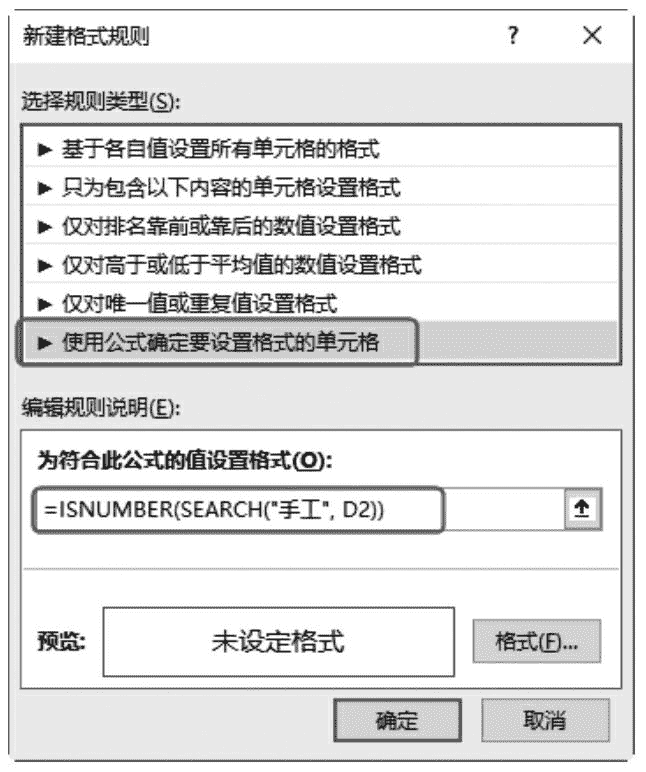 新建格式规则 ? ×
选择规则类型(S):
► 基于各自值设置所有单元格的格式
► 只为包含以下内容的单元格设置格式
► 仅对排名靠前或靠后的数值设置格式
► 仅对高于或低于平均值的数值设置格式
► 仅对唯一值或重复值设置格式
► 使用公式确定要设置格式的单元格
编辑规则说明(E):
为符合此公式的值设置格式(O):
=ISNUMBER(SEARCH("手工", D2))
预览: 未设定格式 格式(F)...
确定 取消